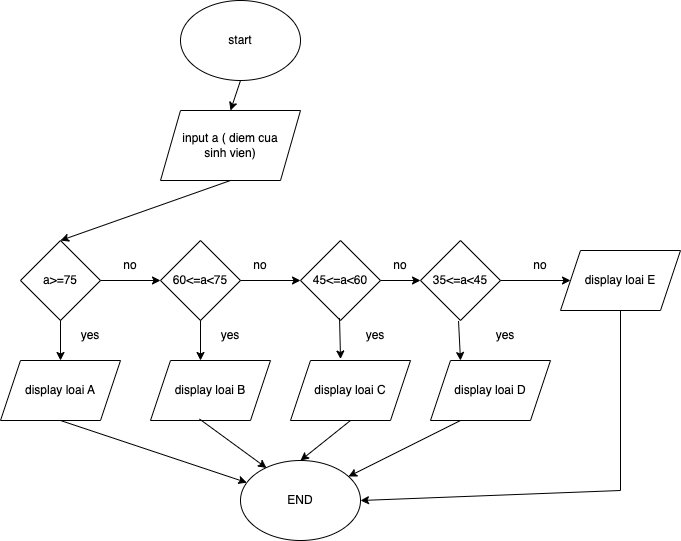 start
input a ( diem cua
sinh vien)
a>=75
no
60<=a<75
no
45<=a<60
no
35<=a<45
no
display loai E
yes
yes
yes
yes
display loai A
display loai B
display loai C
display loai D
END